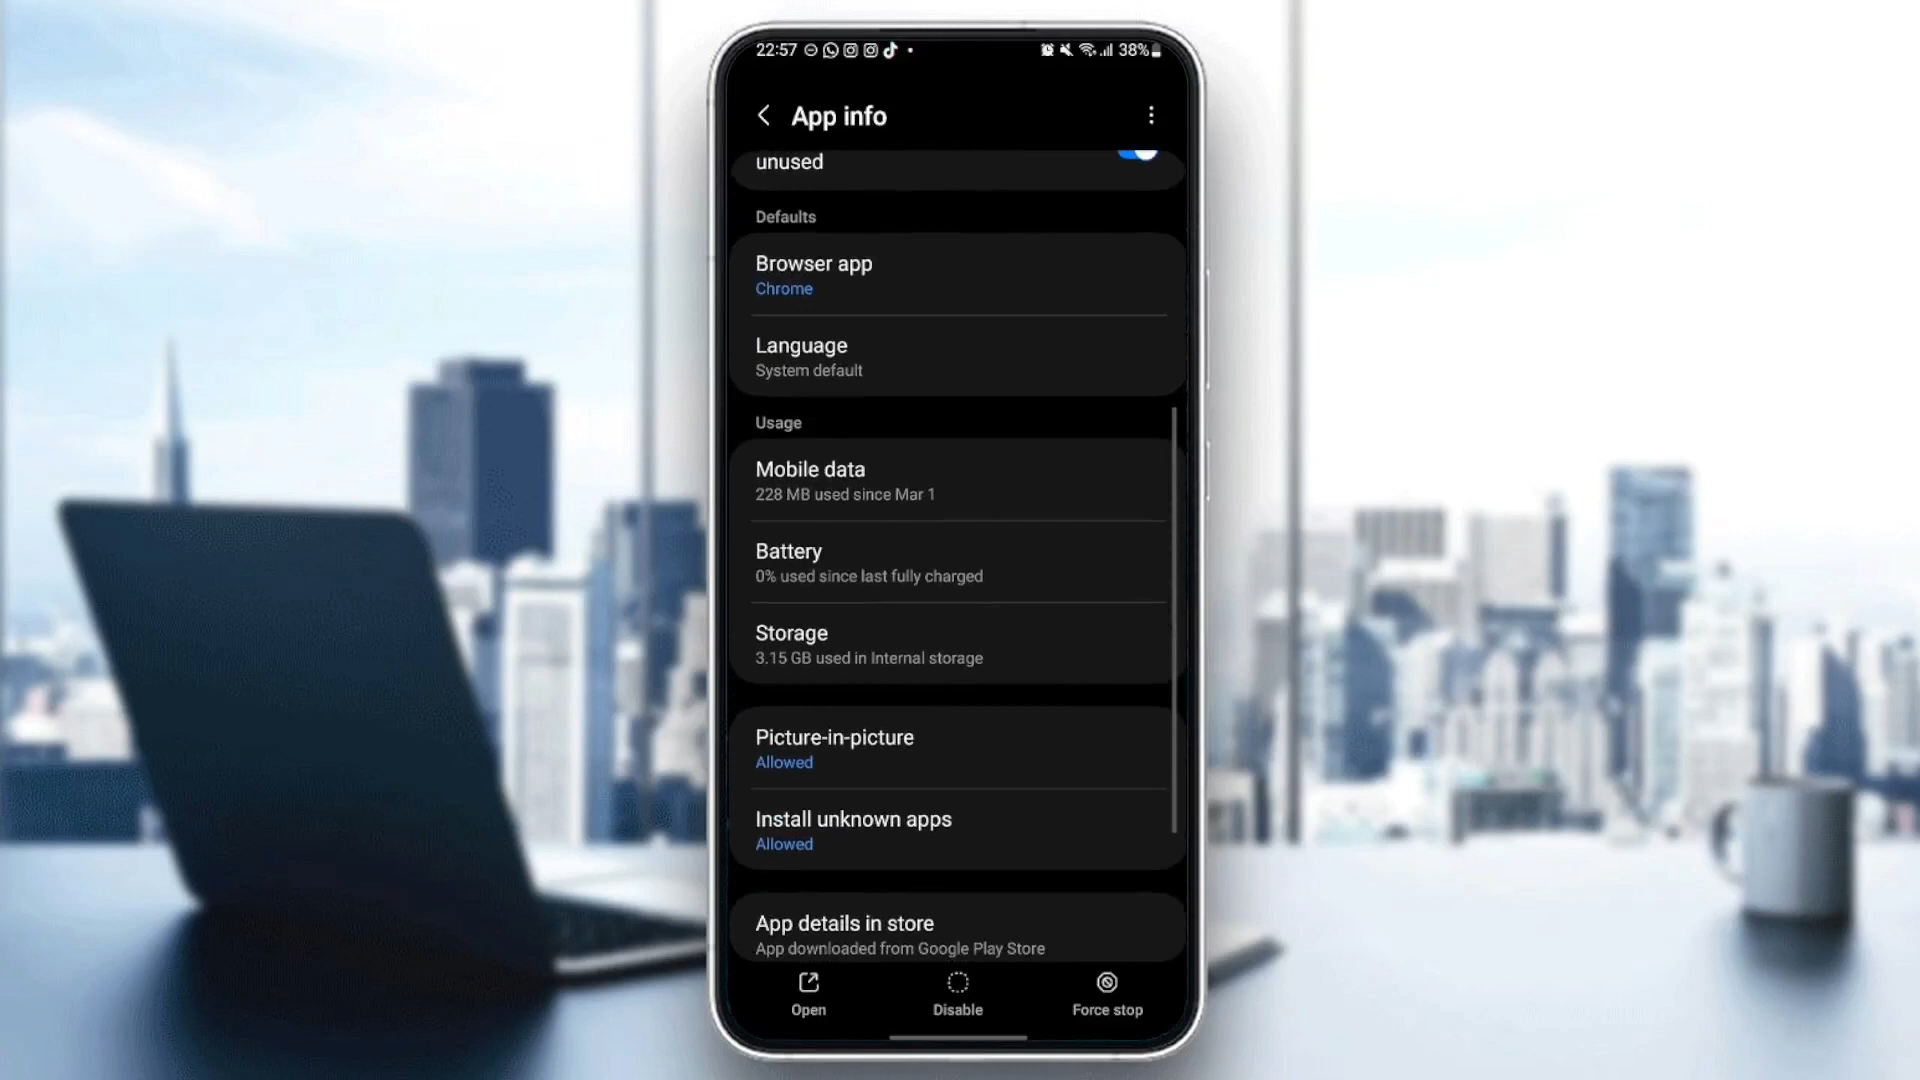 22:57
38%
App info
unused
Defaults
Browser app
Chrome
Language
System default
Usage
Mobile data
228 MB used since Mar 1
Battery
0% used since last fully charged
Storage
3.15 GB used in Internal storage
Picture-in-picture
Allowed
Install unknown apps
Allowed
App details in store
App downloaded from Google Play Store
Open
Disable
Force stop